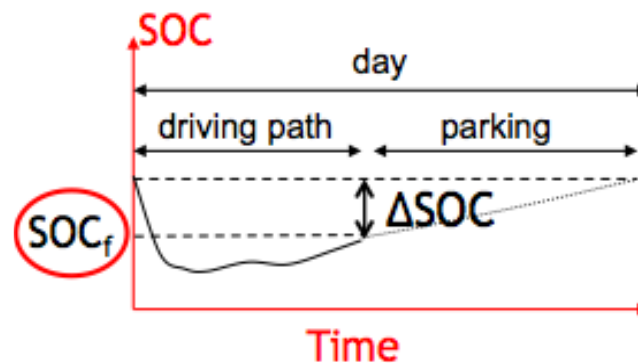 SOC
day
driving path
parking
ΔSOC
SOCf
Time